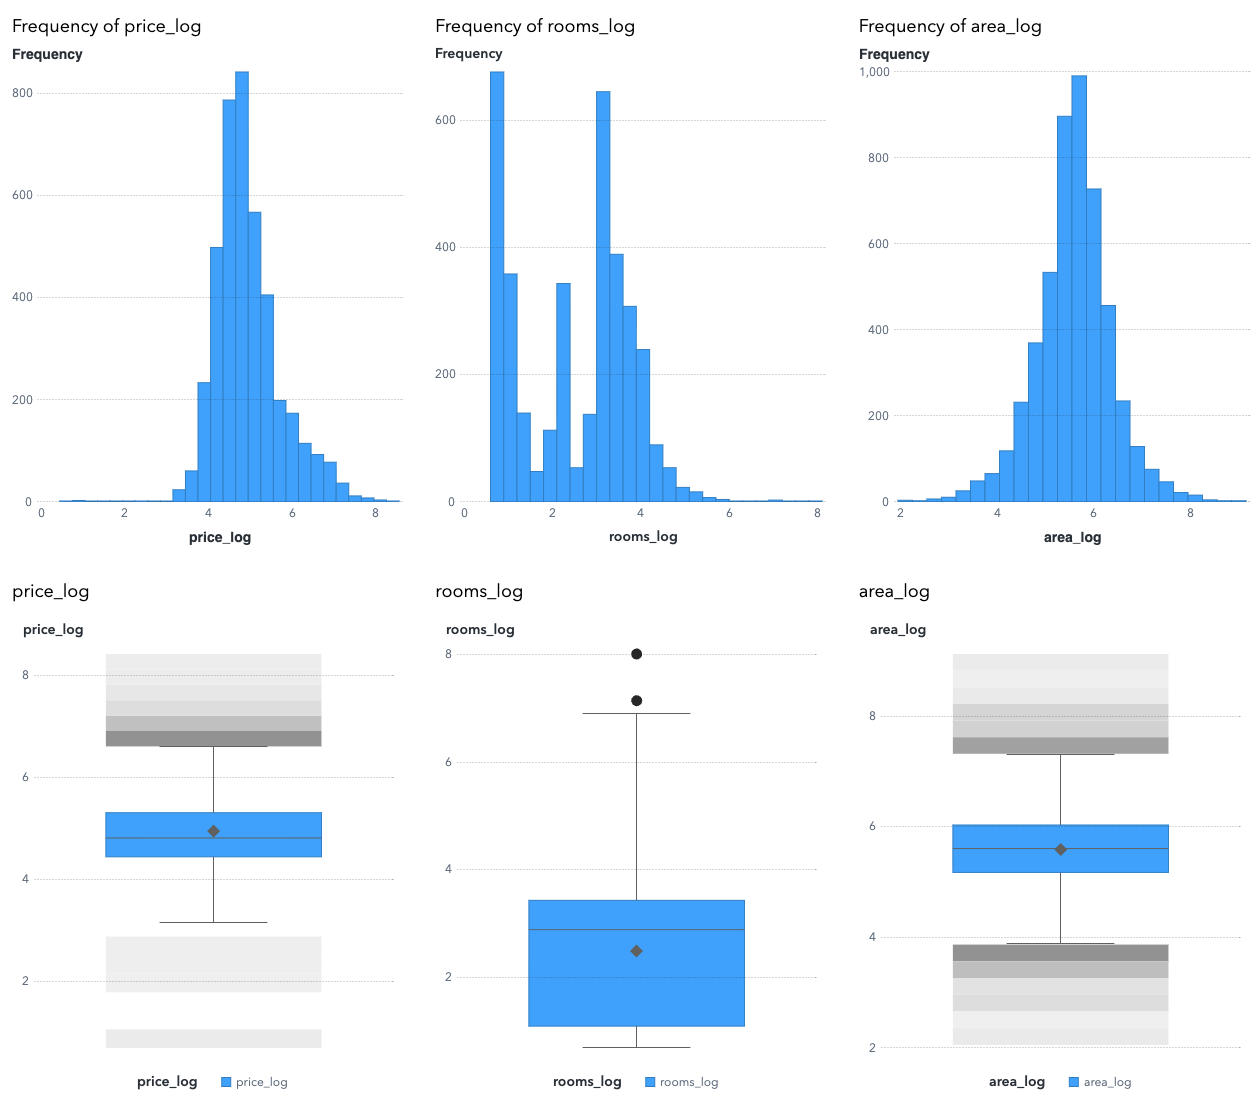 Frequency of price_log
Frequency
800
600
400
200
0
0 2 4 6 8
price_log
Frequency of rooms_log
Frequency
600
400
200
0
0 2 4 6 8
rooms_log
Frequency of area_log
Frequency
1,000
800
600
400
200
0
2 4 6 8
area_log
price_log
price_log
8
6
4
2
price_log price_log
rooms_log
rooms_log
8
6
4
2
rooms_log rooms_log
area_log
area_log
8
6
4
2
area_log area_log